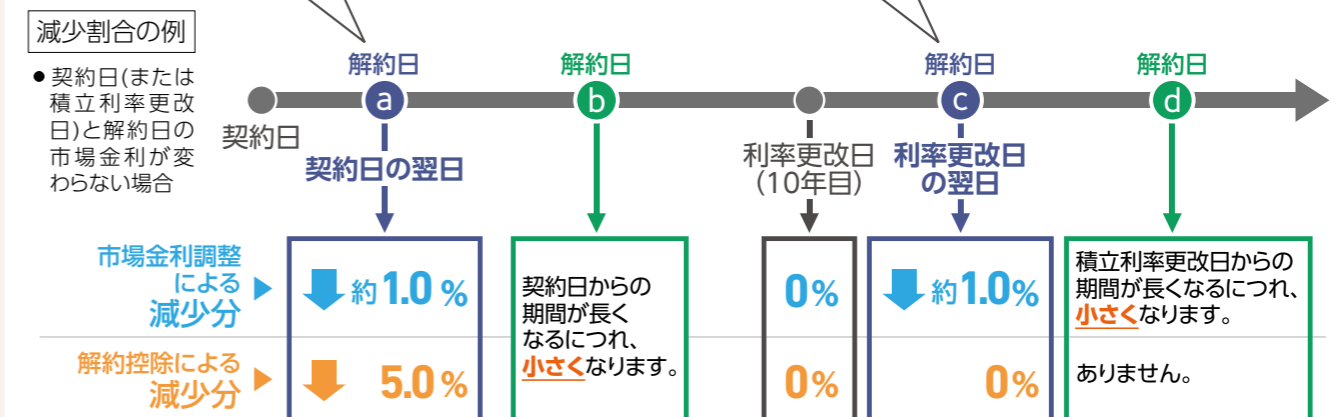 減少割合の例
●契約日(または
積立利率更改
日)と解約日の
市場金利が変
わらない場合
解約日
解約日
解約日
解約日
a
b
c
d
契約日
契約日の翌日
利率更改日
(10年目)
利率更改日
の翌日
市場金利調整
による
減少分
約1.0%
契約日からの
期間が長く
なるにつれ、
小さくなります。
0%
約1.0%
積立利率更改日からの
期間が長くなるにつれ、
小さくなります。
解約控除による
減少分
5.0%
0%
0%
ありません。